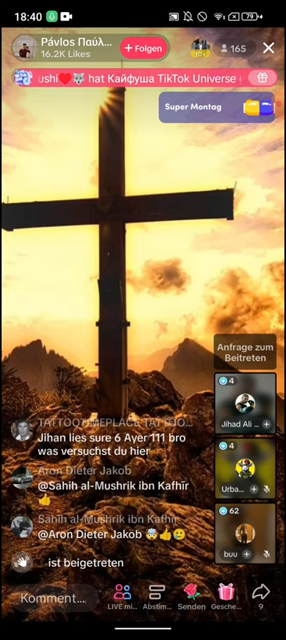 18:40
79
Pávlos Παύλ...
16.2K Likes
+ Folgen
165
hat Кайфуша TikTok Universe
Super Montag
Anfrage zum
Beitreten
4
Jihad Ali ...
4
Urba...
62
buu
TATTOOTIMEPLACE TATTOO...
Jihan lies sure 6 Ayer 111 bro
was versuchst du hier
Aron Dieter Jakob
@Sahih al-Mushrik ibn Kafhir
👍
Sahih al-Mushrik ibn Kafhir
@Aron Dieter Jakob 🤯👍🥲
ist beigetreten
Komment...
LIVE mi...
Abstim...
Senden
Gesche...
9